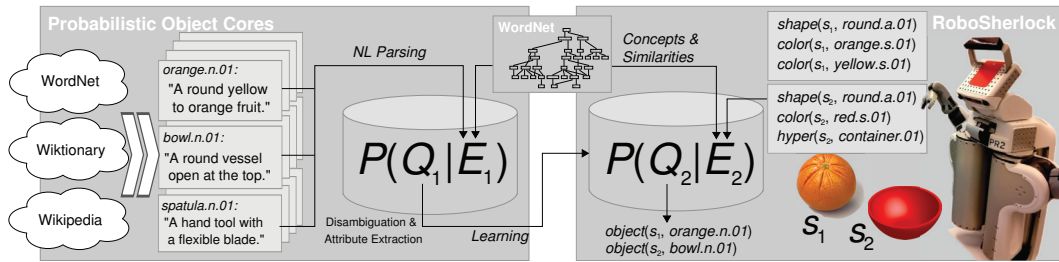 Probabilistic Object Cores
WordNet
Wiktionary
Wikipedia
orange.n.01:
"A round yellow
to orange fruit."
bowl.n.01:
"A round vessel
open at the top."
spatula.n.01:
"A hand tool with
a flexible blade."
NL Parsing
P(Q₁|E₁)
Disambiguation &
Attribute Extraction
Learning
WordNet
Concepts &
Similarities
P(Q₂|E₂)
object(s₁, orange.n.01)
object(s₂, bowl.n.01)
RoboSherlock
shape(s₁, round.a.01)
color(s₁, orange.s.01)
color(s₁, yellow.s.01)
shape(s₂, round.a.01)
color(s₂, red.s.01)
hyper(s₂, container.01)
PR2
s₁
s₂